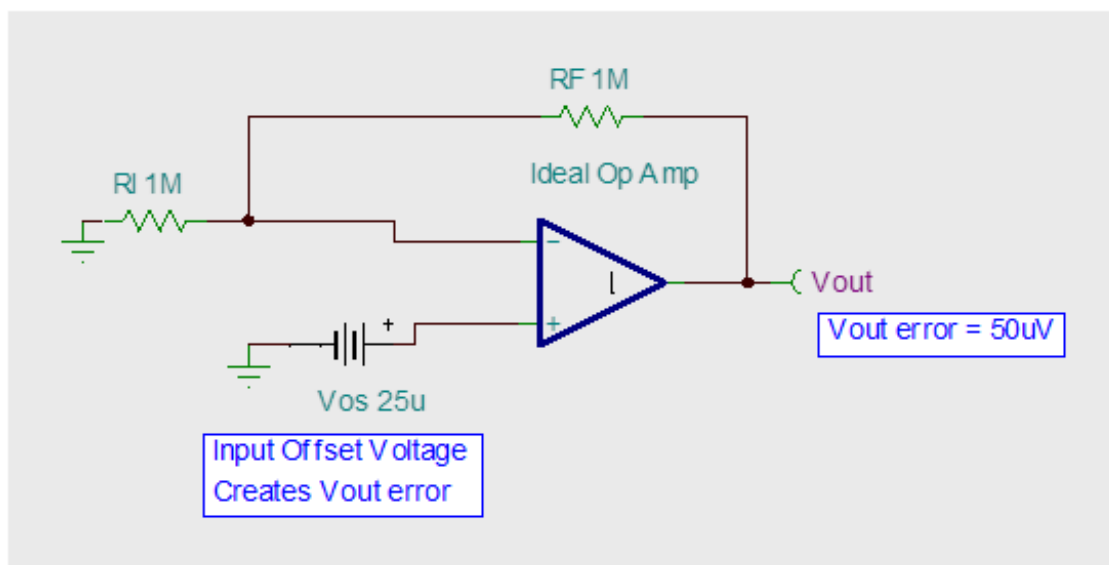 RF 1M
Ideal Op Amp
RI 1M
-
Vout
+
+
Vout error = 50uV
Vos 25u
Input Offset Voltage
Creates Vout error